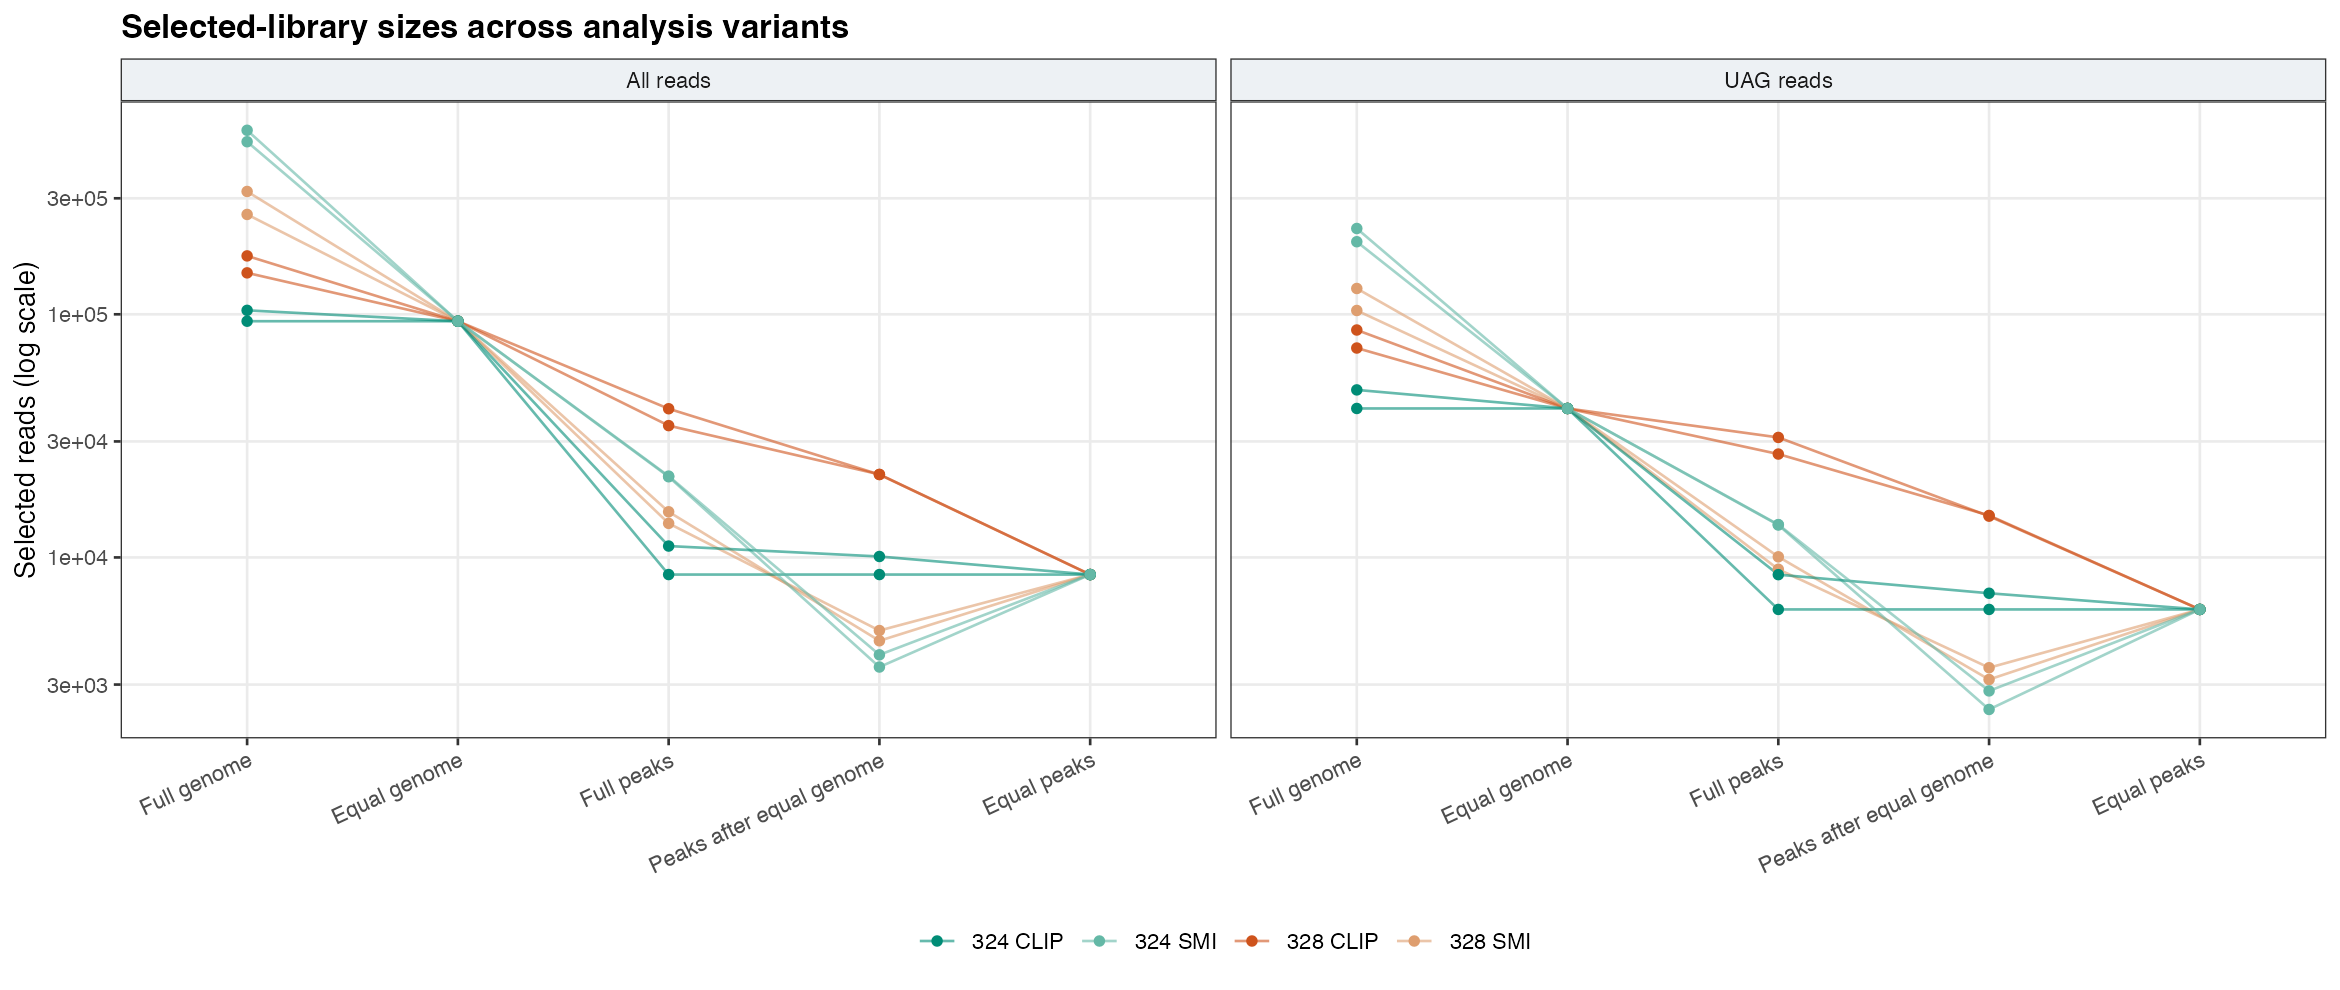 Selected-library sizes across analysis variants
All reads
UAG reads
Selected reads (log scale)
3e+05
1e+05
3e+04
1e+04
3e+03
Full genome
Equal genome
Full peaks
Peaks after equal genome
Equal peaks
Full genome
Equal genome
Full peaks
Peaks after equal genome
Equal peaks
324 CLIP 324 SMI 328 CLIP 328 SMI